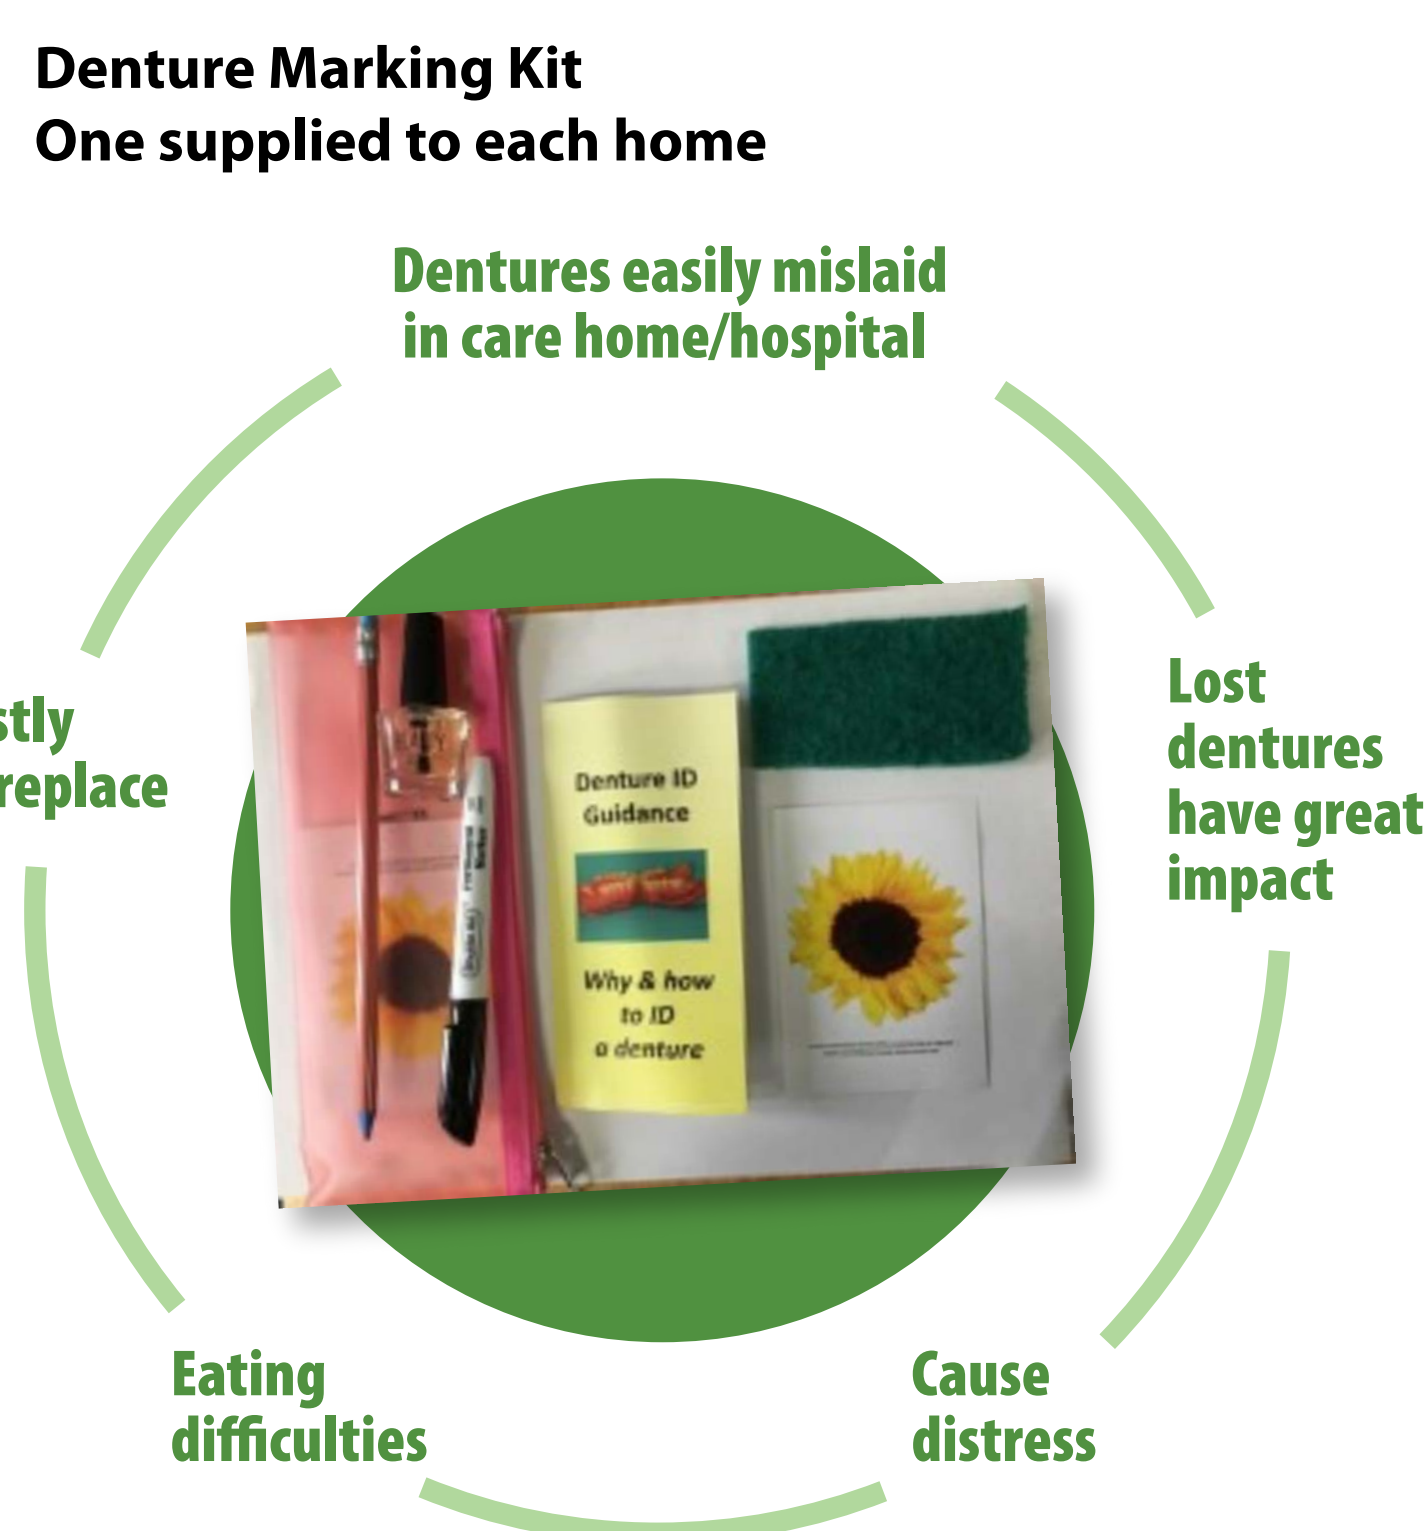 Denture Marking Kit
One supplied to each home
Dentures easily mislaid
in care home/hospital
Lost
dentures
have great
impact
Cause
distress
Eating
difficulties
stly
replace
Denture ID
Guidance
Why & how
to ID
a denture